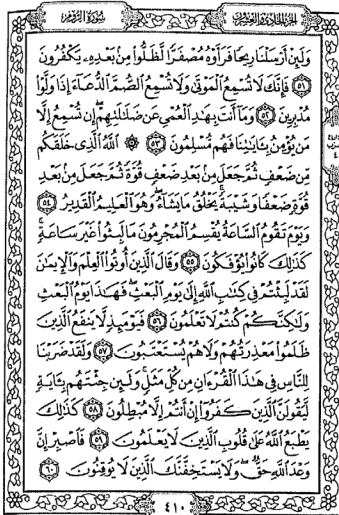 الجزء الحادي والعشرون سورة الروم
وَلَئِنْ أَرْسَلْنَا رِيحًا فَرَأَوْهُ مُصْفَرًّا لَّظَلُّوا۟ مِنۢ بَعْدِهِۦ يَكْفُرُونَ
٥١ فَإِنَّكَ لَا تُسْمِعُ ٱلْمَوْتَىٰ وَلَا تُسْمِعُ ٱلصُّمَّ ٱلدُّعَآءَ إِذَا وَلَّوْا۟
مُدْبِرِينَ ٥٢ وَمَآ أَنتَ بِهَٰدِ ٱلْعُمْىِ عَن ضَلَٰلَتِهِمْ إِن تُسْمِعُ إِلَّا
مَن يُؤْمِنُ بِـَٔايَٰتِنَا فَهُم مُّسْلِمُونَ ٥٣ ۞ ٱللَّهُ ٱلَّذِى خَلَقَكُم
مِّن ضَعْفٍ ثُمَّ جَعَلَ مِنۢ بَعْدِ ضَعْفٍ قُوَّةً ثُمَّ جَعَلَ مِنۢ بَعْدِ
قُوَّةٍ ضَعْفًا وَشَيْبَةً يَخْلُقُ مَا يَشَآءُ وَهُوَ ٱلْعَلِيمُ ٱلْقَدِيرُ ٥٤
وَيَوْمَ تَقُومُ ٱلسَّاعَةُ يُقْسِمُ ٱلْمُجْرِمُونَ مَا لَبِثُوا۟ غَيْرَ سَاعَةٍ
كَذَٰلِكَ كَانُوا۟ يُؤْفَكُونَ ٥٥ وَقَالَ ٱلَّذِينَ أُوتُوا۟ ٱلْعِلْمَ وَٱلْإِيمَٰنَ
لَقَدْ لَبِثْتُمْ فِى كِتَٰبِ ٱللَّهِ إِلَىٰ يَوْمِ ٱلْبَعْثِ فَهَٰذَا يَوْمُ ٱلْبَعْثِ
وَلَٰكِنَّكُمْ كُنتُمْ لَا تَعْلَمُونَ ٥٦ فَيَوْمَئِذٍ لَّا يَنفَعُ ٱلَّذِينَ
ظَلَمُوا۟ مَعْذِرَتُهُمْ وَلَا هُمْ يُسْتَعْتَبُونَ ٥٧ وَلَقَدْ ضَرَبْنَا
لِلنَّاسِ فِى هَٰذَا ٱلْقُرْءَانِ مِن كُلِّ مَثَلٍ وَلَئِن جِئْتَهُم بِـَٔايَةٍ
لَّيَقُولَنَّ ٱلَّذِينَ كَفَرُوٓا۟ إِنْ أَنتُمْ إِلَّا مُبْطِلُونَ ٥٨ كَذَٰلِكَ
يَطْبَعُ ٱللَّهُ عَلَىٰ قُلُوبِ ٱلَّذِينَ لَا يَعْلَمُونَ ٥٩ فَٱصْبِرْ إِنَّ
وَعْدَ ٱللَّهِ حَقٌّ وَلَا يَسْتَخِفَّنَّكَ ٱلَّذِينَ لَا يُوقِنُونَ ٦٠
٤١٠